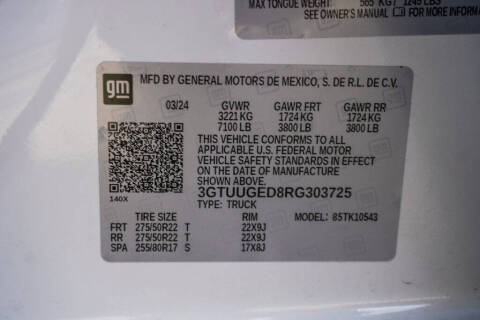 MAX TONGUE WEIGHT: 565 KG / 1245 LBS
SEE OWNER'S MANUAL FOR MORE INFORMATION
gm
MFD BY GENERAL MOTORS DE MEXICO, S. DE R.L. DE C.V.
03/24 GVWR GAWR FRT GAWR RR
3221 KG 1724 KG 1724 KG
7100 LB 3800 LB 3800 LB
THIS VEHICLE CONFORMS TO ALL
APPLICABLE U.S. FEDERAL MOTOR
VEHICLE SAFETY STANDARDS IN EFFECT
ON THE DATE OF MANUFACTURE
SHOWN ABOVE.
3GTUUGED8RG303725
140X TYPE: TRUCK MODEL: 85TK10543
TIRE SIZE RIM
FRT 275/50R22 T 22X9J
RR 275/50R22 T 22X9J
SPA 255/80R17 S 17X8J